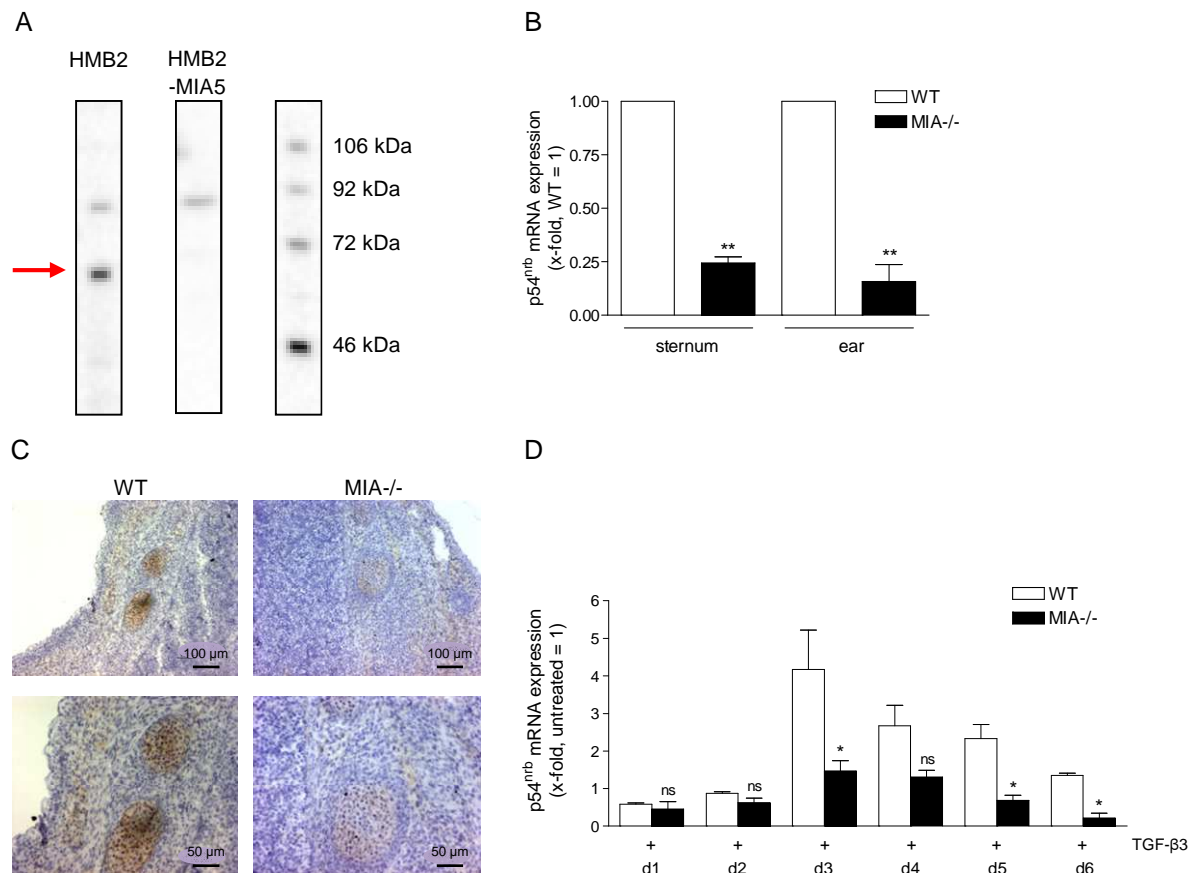 A
HMB2
HMB2
-MIA5
106 kDa
92 kDa
72 kDa
46 kDa
B
WT
MIA-/-
p54nrb mRNA expression
(x-fold, WT = 1)
1.00
0.75
0.50
0.25
0.00
**
**
sternum
ear
C
WT
MIA-/-
100 µm
100 µm
50 µm
50 µm
D
WT
MIA-/-
p54nrb mRNA expression
(x-fold, untreated = 1)
6
5
4
3
2
1
0
ns
ns
*
ns
*
*
+ + + + + + TGF-β3
d1 d2 d3 d4 d5 d6